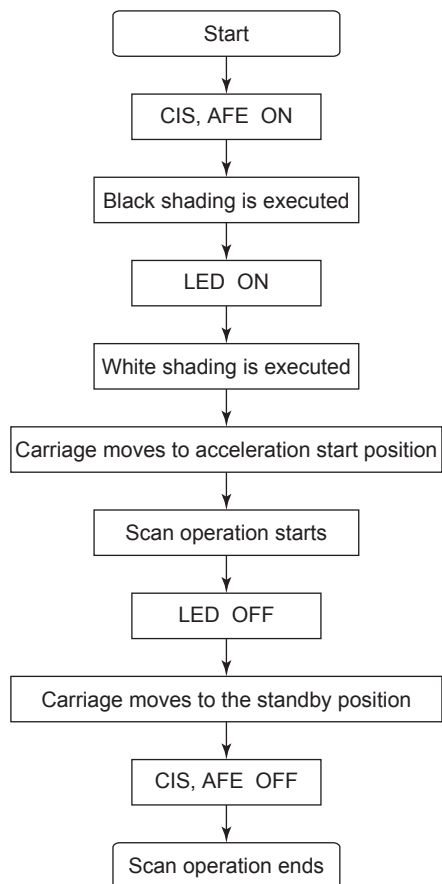 Start
CIS, AFE ON
Black shading is executed
LED ON
White shading is executed
Carriage moves to acceleration start position
Scan operation starts
LED OFF
Carriage moves to the standby position
CIS, AFE OFF
Scan operation ends